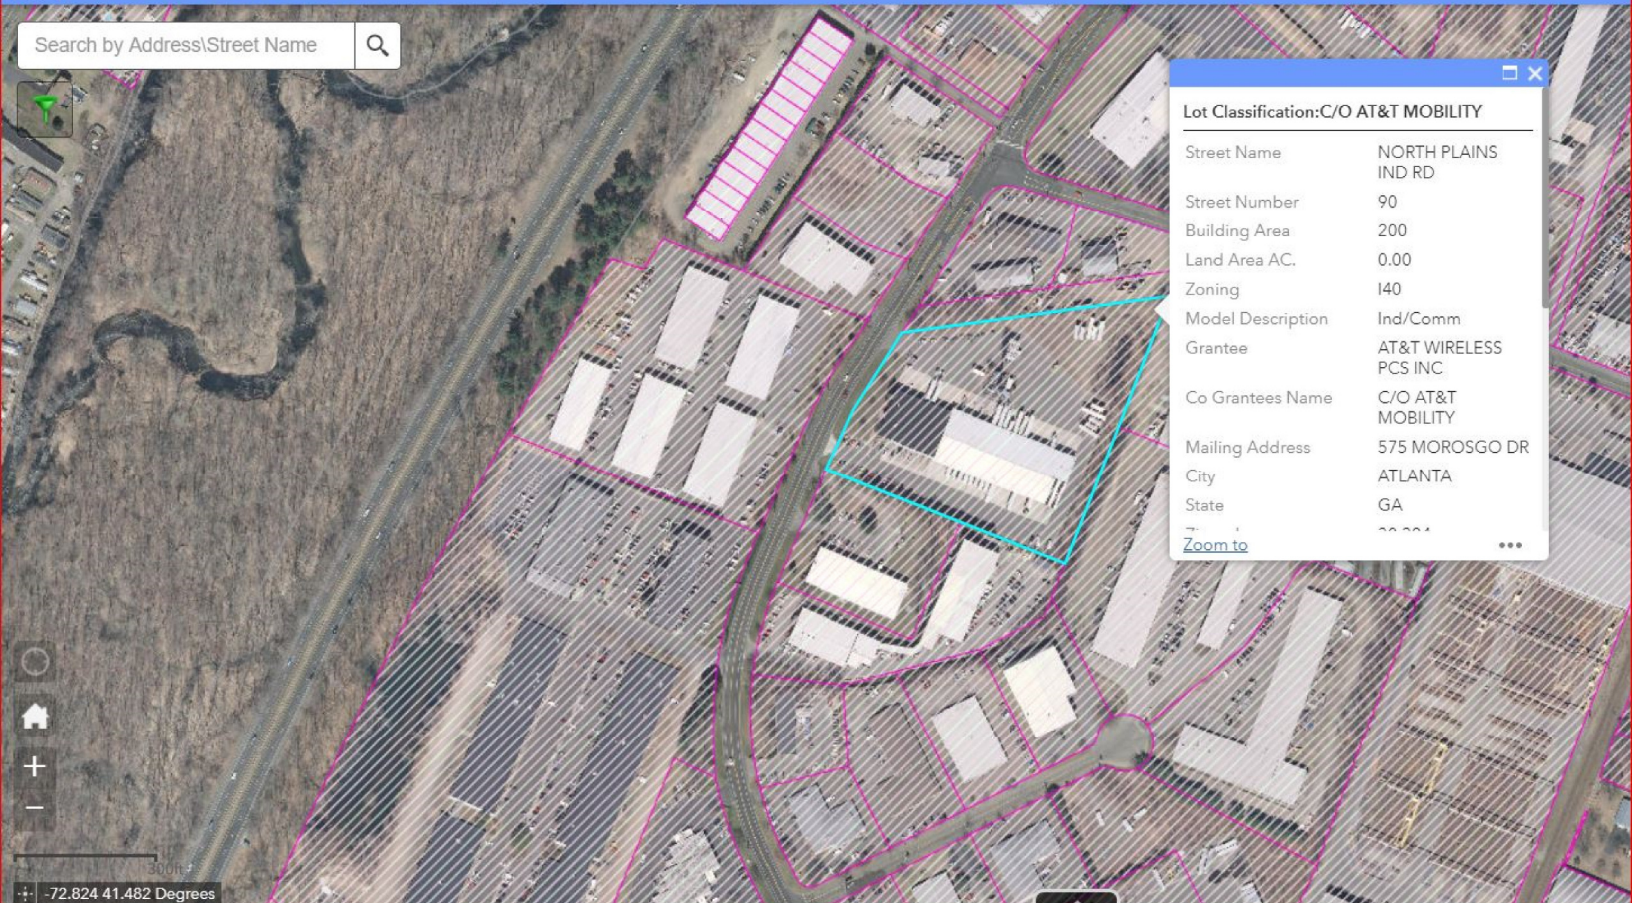 Search by Address\Street Name
Lot Classification:C/O AT&T MOBILITY
Street Name NORTH PLAINS
IND RD
Street Number 90
Building Area 200
Land Area AC. 0.00
Zoning I40
Model Description Ind/Comm
Grantee AT&T WIRELESS
PCS INC
Co Grantees Name C/O AT&T
MOBILITY
Mailing Address 575 MOROSGO DR
City ATLANTA
State GA
Zoom to
300ft
-72.824 41.482 Degrees